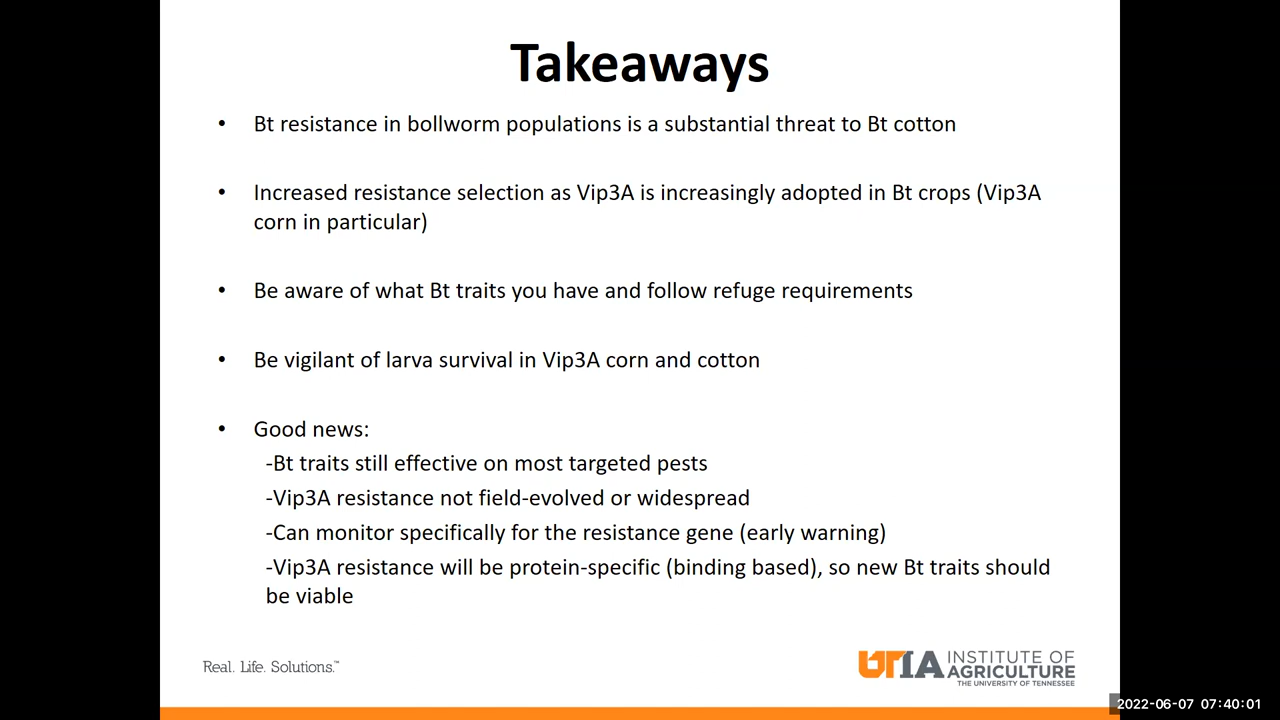 Takeaways
• Bt resistance in bollworm populations is a substantial threat to Bt cotton
• Increased resistance selection as Vip3A is increasingly adopted in Bt crops (Vip3A
corn in particular)
• Be aware of what Bt traits you have and follow refuge requirements
• Be vigilant of larva survival in Vip3A corn and cotton
• Good news:
-Bt traits still effective on most targeted pests
-Vip3A resistance not field-evolved or widespread
-Can monitor specifically for the resistance gene (early warning)
-Vip3A resistance will be protein-specific (binding based), so new Bt traits should
be viable
Real. Life. Solutions.™
UTIA INSTITUTE OF
AGRICULTURE
THE UNIVERSITY OF TENNESSEE
2022-06-07 07:40:01